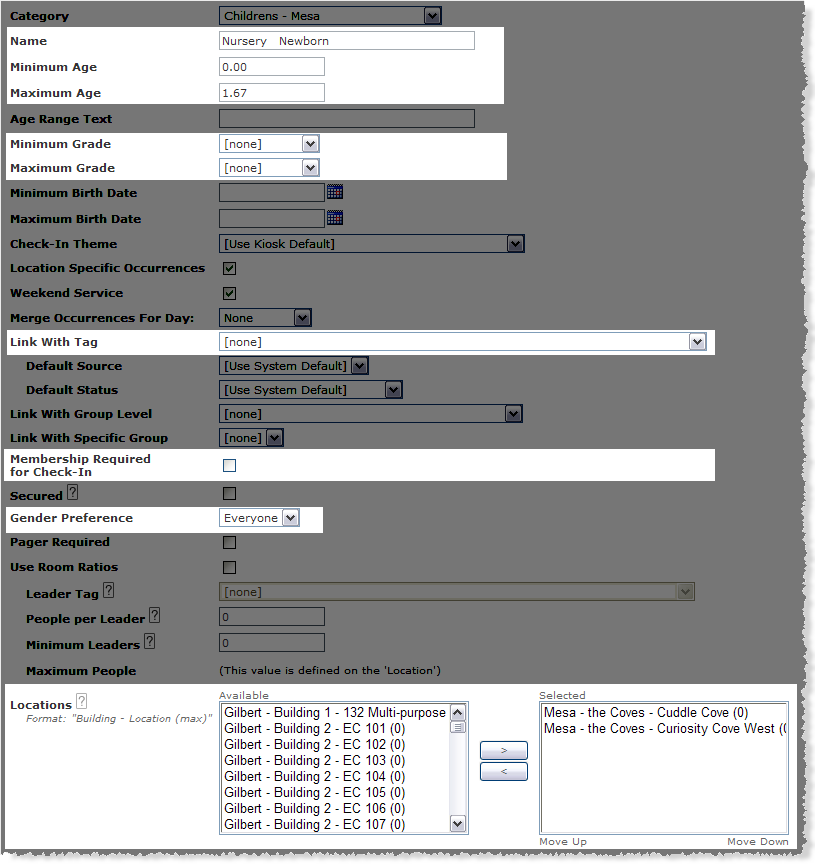 Category Childrens - Mesa
Name Nursery Newborn
Minimum Age 0.00
Maximum Age 1.67
Age Range Text
Minimum Grade [none]
Maximum Grade [none]
Minimum Birth Date
Maximum Birth Date
Check-In Theme [Use Kiosk Default]
Location Specific Occurrences
Weekend Service
Merge Occurrences For Day: None
Link With Tag [none]
Default Source [Use System Default]
Default Status [Use System Default]
Link With Group Level [none]
Link With Specific Group [none]
Membership Required
for Check-In
Secured ?
Gender Preference Everyone
Pager Required
Use Room Ratios
Leader Tag ? [none]
People per Leader ? 0
Minimum Leaders ? 0
Maximum People (This value is defined on the 'Location')
Locations ?
Format: "Building - Location (max)"
Available
Gilbert - Building 1 - 132 Multi-purpose
Gilbert - Building 2 - EC 101 (0)
Gilbert - Building 2 - EC 102 (0)
Gilbert - Building 2 - EC 103 (0)
Gilbert - Building 2 - EC 104 (0)
Gilbert - Building 2 - EC 105 (0)
Gilbert - Building 2 - EC 106 (0)
Gilbert - Building 2 - EC 107 (0)
>
<
Selected
Mesa - the Coves - Cuddle Cove (0)
Mesa - the Coves - Curiosity Cove West (0
Move Up Move Down